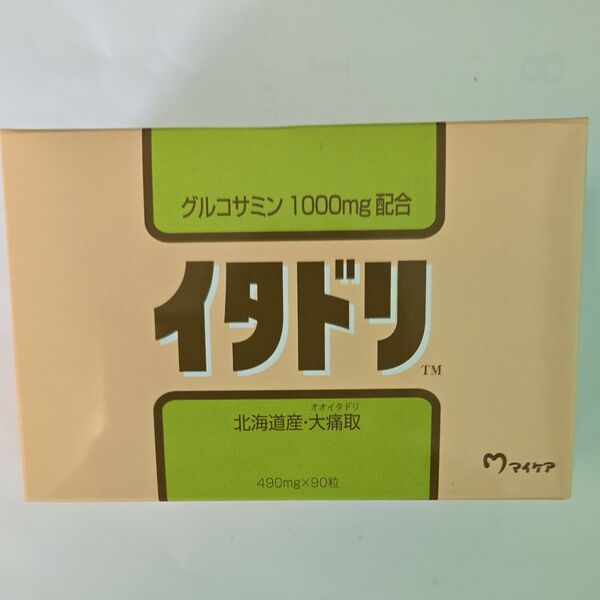 グルコサミン 1000mg 配合
イタドリ
TM
オオイタドリ
北海道産・大痛取
490mg×90粒
マイケア